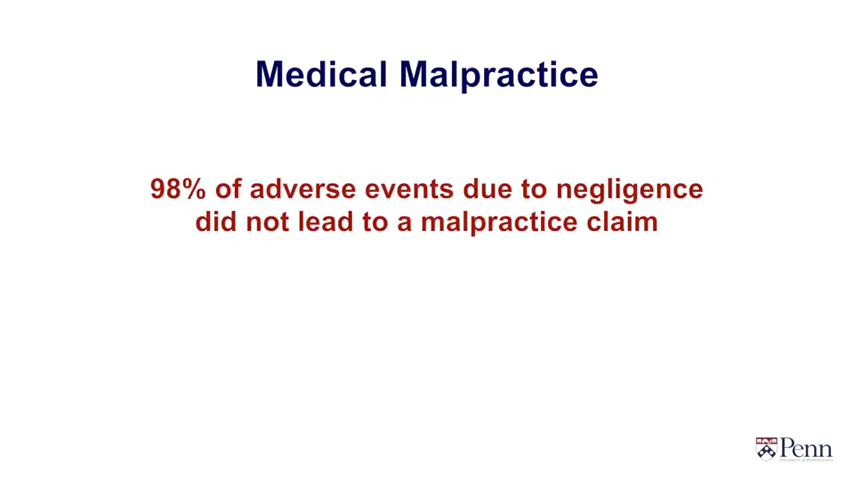 Medical Malpractice
98% of adverse events due to negligence
did not lead to a malpractice claim
Penn